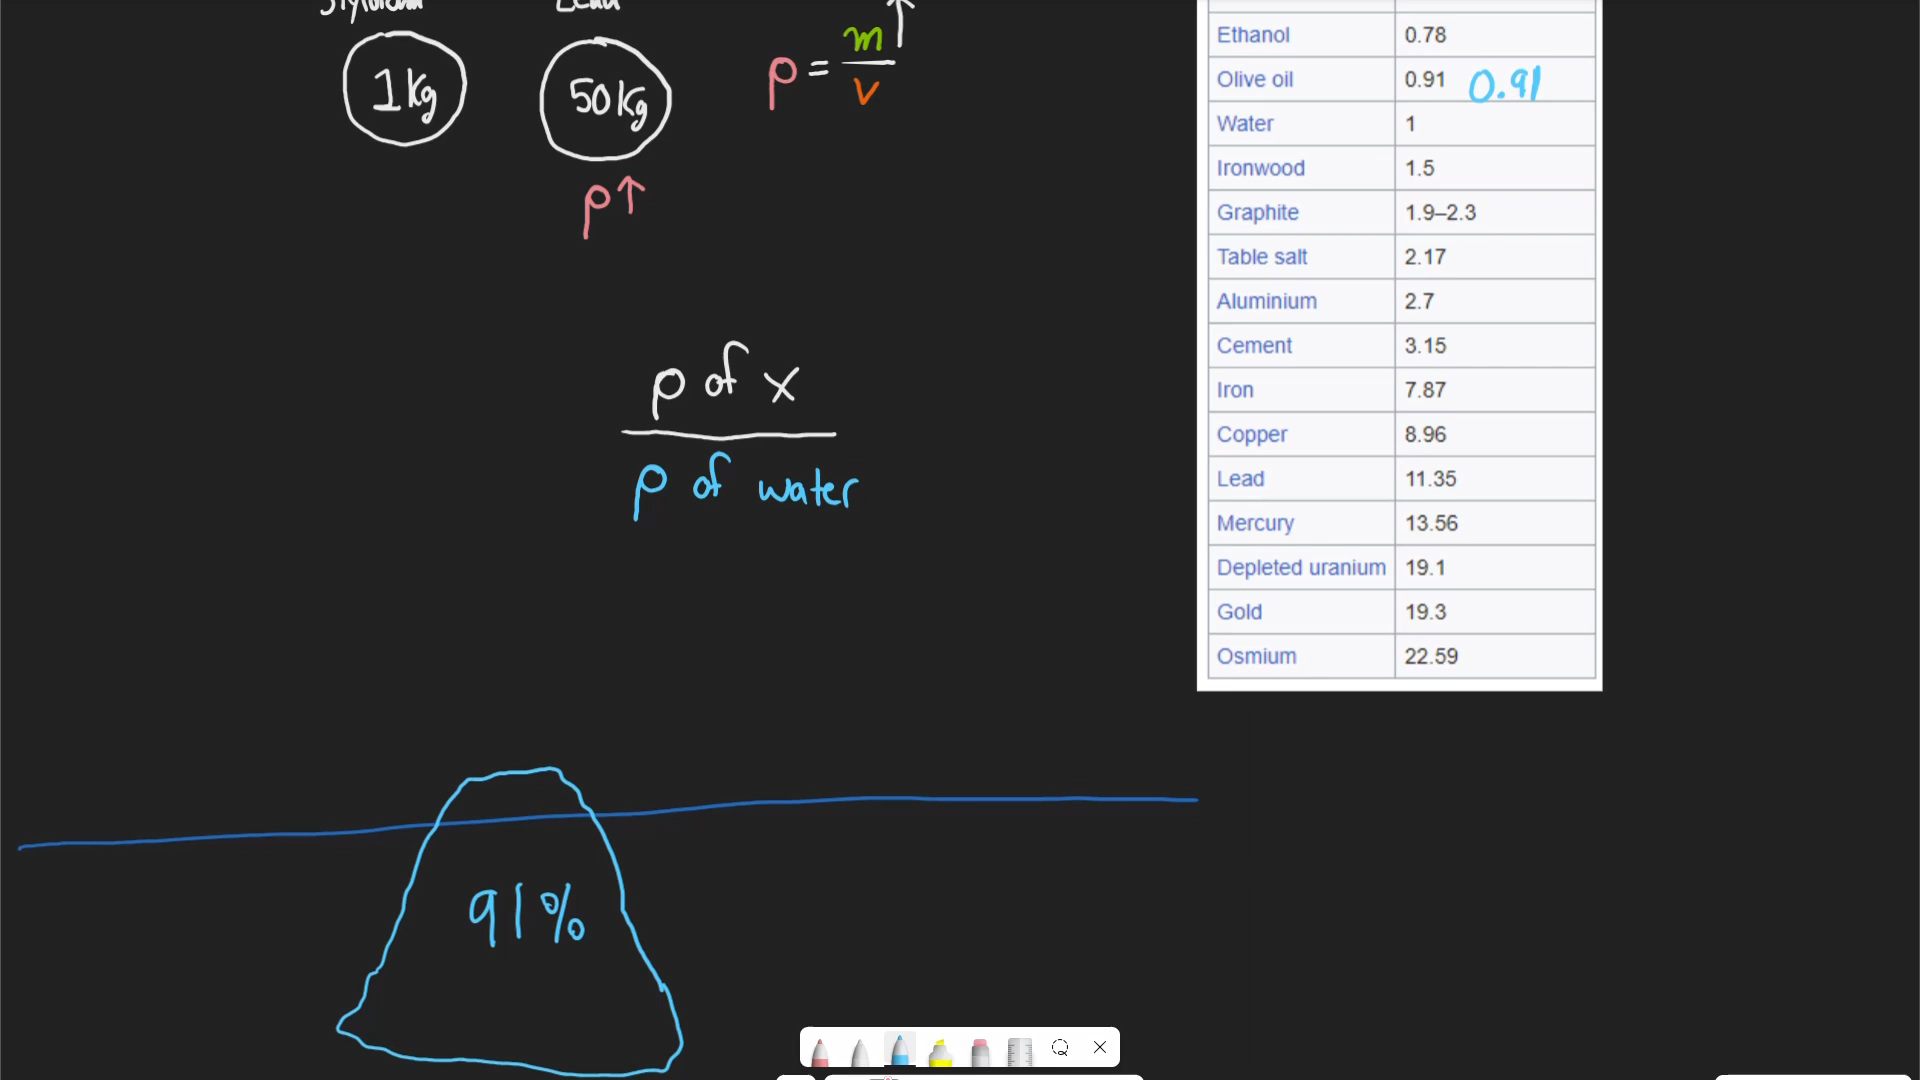 1kg
50kg
ρ = m↑
v
ρ↑
ρ of x
ρ of water
91%
Ethanol 0.78
Olive oil 0.91 0.91
Water 1
Ironwood 1.5
Graphite 1.9–2.3
Table salt 2.17
Aluminium 2.7
Cement 3.15
Iron 7.87
Copper 8.96
Lead 11.35
Mercury 13.56
Depleted uranium 19.1
Gold 19.3
Osmium 22.59